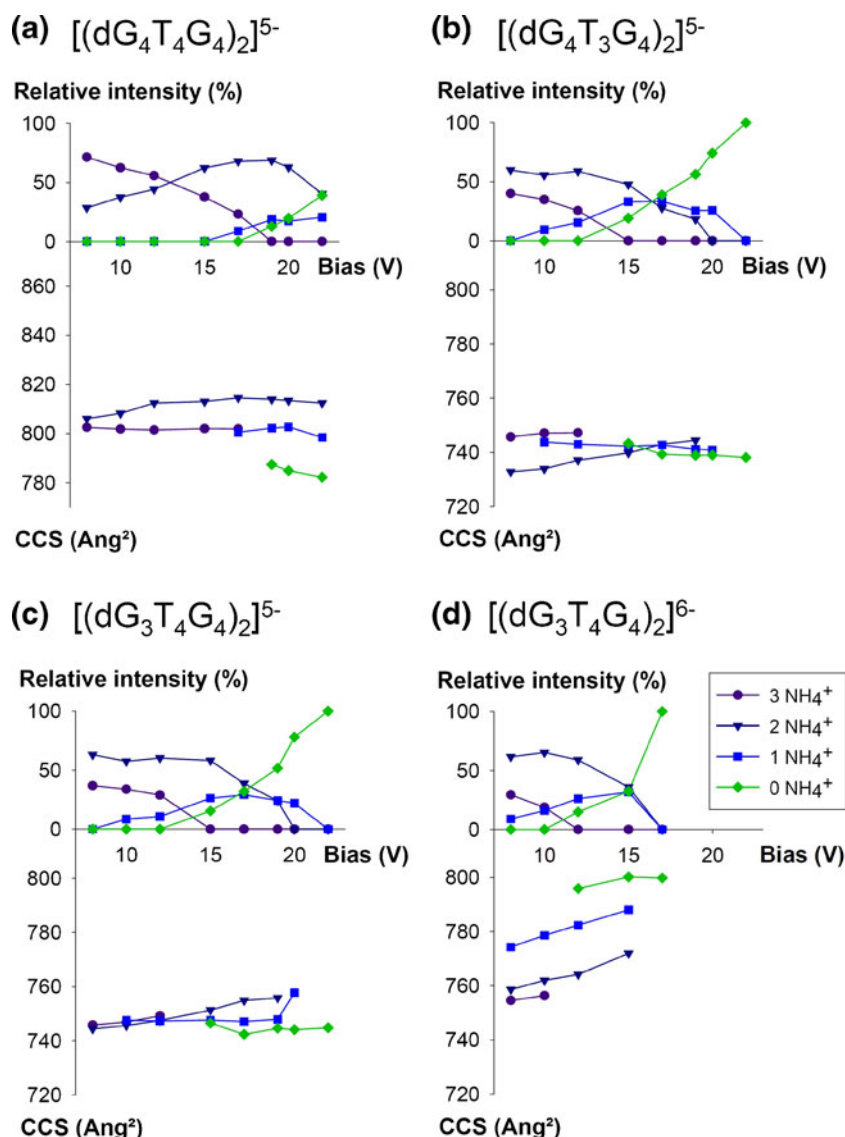 (a) [(dG₄T₄G₄)₂]⁵⁻
Relative intensity (%)
100
50
0
10 15 20
Bias (V)
860
840
820
800
780
CCS (Ang²)
(b) [(dG₄T₃G₄)₂]⁵⁻
Relative intensity (%)
100
50
0
10 15 20
Bias (V)
800
780
760
740
720
CCS (Ang²)
(c) [(dG₃T₄G₄)₂]⁵⁻
Relative intensity (%)
100
50
0
10 15 20
Bias (V)
800
780
760
740
720
CCS (Ang²)
(d) [(dG₃T₄G₄)₂]⁶⁻
Relative intensity (%)
100
50
0
10 15 20
Bias (V)
800
780
760
740
720
CCS (Ang²)
3 NH₄⁺
2 NH₄⁺
1 NH₄⁺
0 NH₄⁺